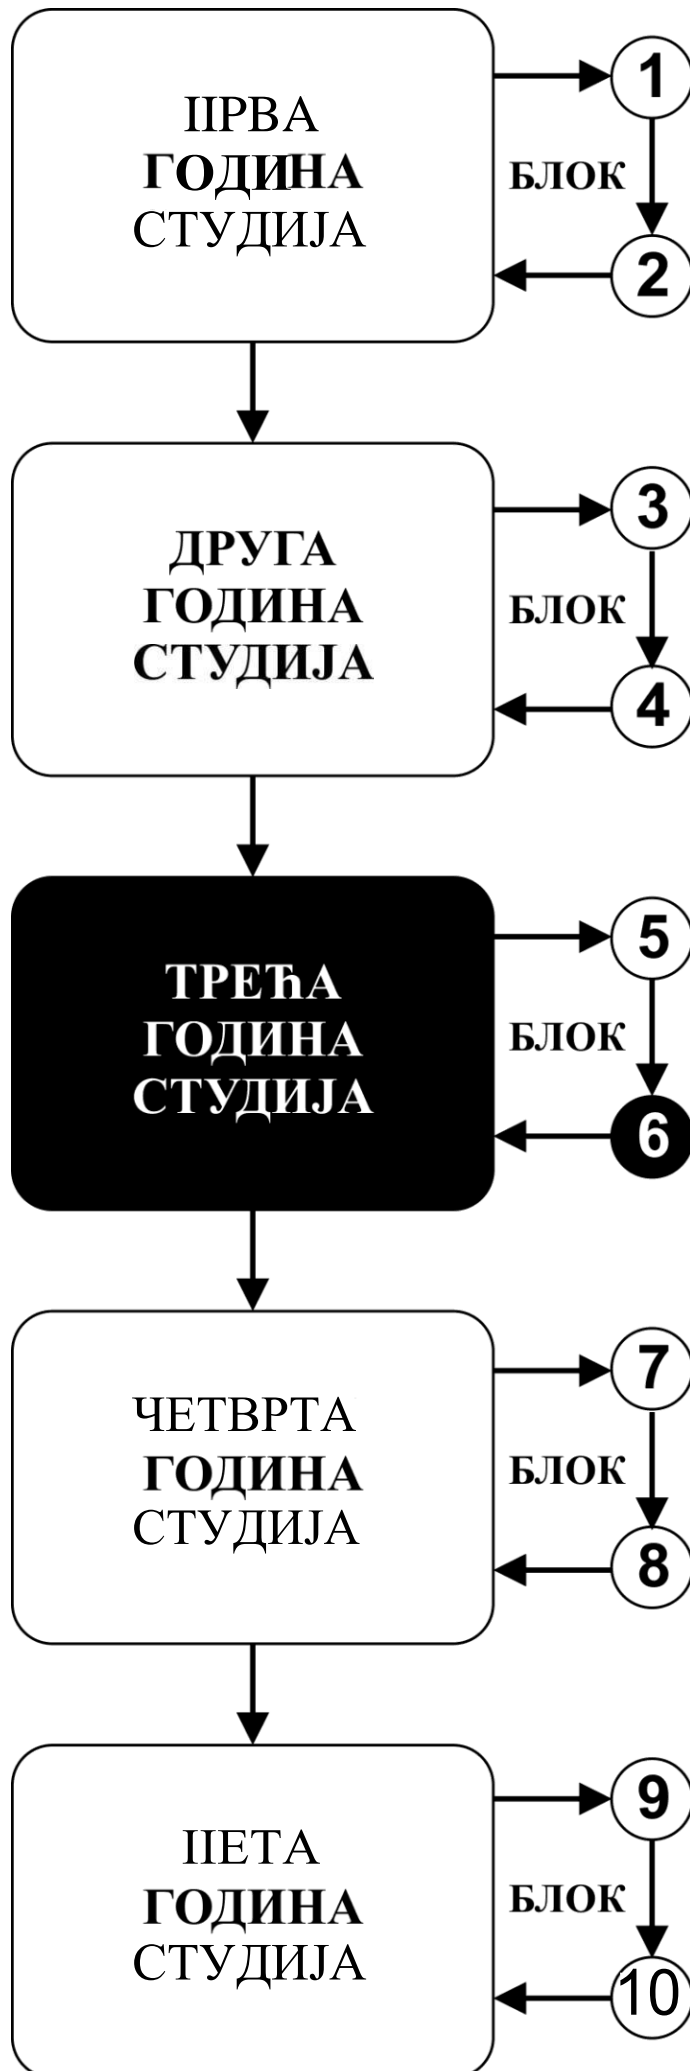 ПРВА
ГОДИНА
СТУДИЈА
1
БЛОК
2
ДРУГА
ГОДИНА
СТУДИЈА
3
БЛОК
4
ТРЕЋА
ГОДИНА
СТУДИЈА
5
БЛОК
6
ЧЕТВРТА
ГОДИНА
СТУДИЈА
7
БЛОК
8
ПЕТА
ГОДИНА
СТУДИЈА
9
БЛОК
10